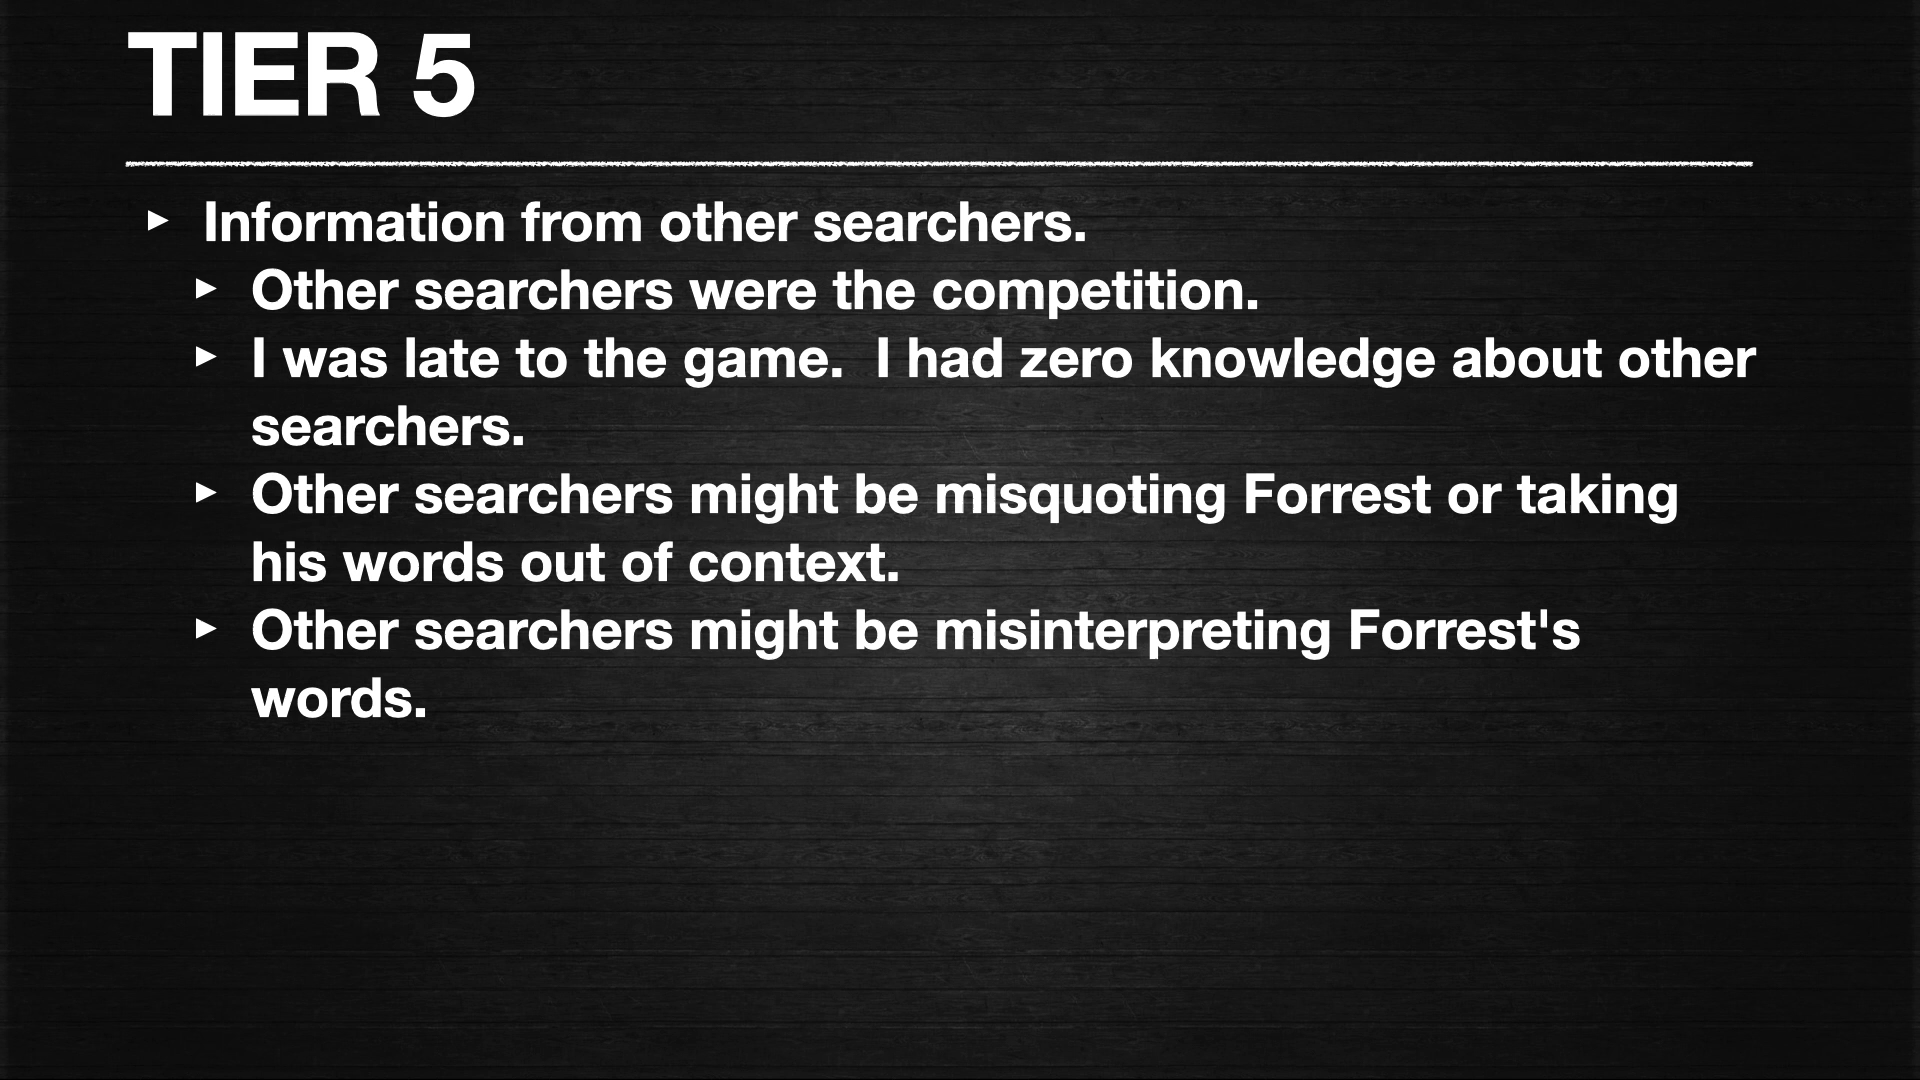 TIER 5
▸ Information from other searchers.
▸ Other searchers were the competition.
▸ I was late to the game.  I had zero knowledge about other
searchers.
▸ Other searchers might be misquoting Forrest or taking
his words out of context.
▸ Other searchers might be misinterpreting Forrest's
words.